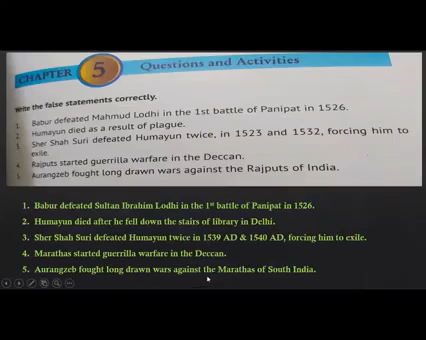 CHAPTER 5 Questions and Activities
Write the false statements correctly.
1. Babur defeated Mahmud Lodhi in the 1st battle of Panipat in 1526.
2. Humayun died as a result of plague.
3. Sher Shah Suri defeated Humayun twice, in 1523 and 1532, forcing him to
exile.
4. Rajputs started guerrilla warfare in the Deccan.
5. Aurangzeb fought long drawn wars against the Rajputs of India.
1. Babur defeated Sultan Ibrahim Lodhi in the 1st battle of Panipat in 1526.
2. Humayun died after he fell down the stairs of library in Delhi.
3. Sher Shah Suri defeated Humayun twice in 1539 AD & 1540 AD, forcing him to exile.
4. Marathas started guerrilla warfare in the Deccan.
5. Aurangzeb fought long drawn wars against the Marathas of South India.